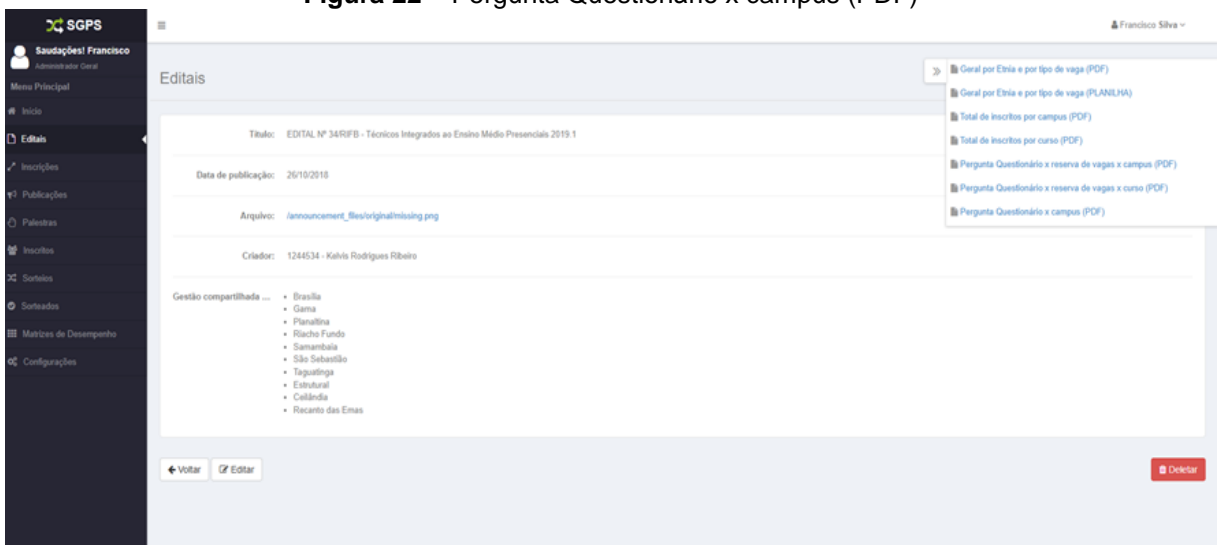 Figura 22 – Pergunta Questionário x campus (PDF)
SGPS
Francisco Silva
Saudações! Francisco
Administrador Geral
Menu Principal
Início
Editais
Inscrições
Publicações
Palestras
Inscritos
Sorteios
Sorteados
Matrizes de Desempenho
Configurações
Editais
Geral por Etnia e por tipo de vaga (PDF)
Geral por Etnia e por tipo de vaga (PLANILHA)
Total de inscritos por campus (PDF)
Total de inscritos por curso (PDF)
Pergunta Questionário x reserva de vagas x campus (PDF)
Pergunta Questionário x reserva de vagas x curso (PDF)
Pergunta Questionário x campus (PDF)
Título: EDITAL Nº 34/RIFB - Técnicos Integrados ao Ensino Médio Presenciais 2019.1
Data de publicação: 26/10/2018
Arquivo: /announcement_files/original/missing.png
Criador: 1244534 - Kelvis Rodrigues Ribeiro
Gestão compartilhada ...
• Brasília
• Gama
• Planaltina
• Riacho Fundo
• Samambaia
• São Sebastião
• Taguatinga
• Estrutural
• Ceilândia
• Recanto das Emas
Voltar
Editar
Deletar